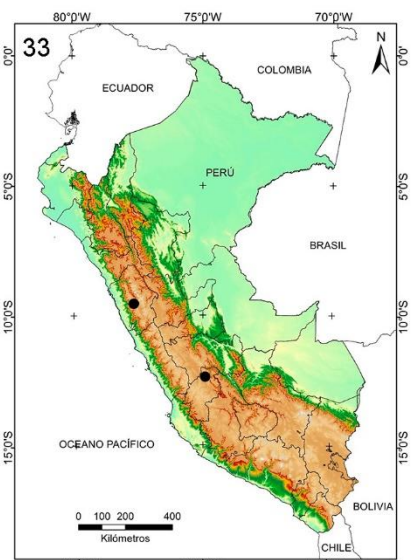 80°0'W 75°0'W 70°0'W
33
N
0°0' 0°0'
COLOMBIA
ECUADOR
PERÚ
5°0'S 5°0'S
BRASIL
10°0'S 10°0'S
OCEANO PACÍFICO
15°0'S 15°0'S
BOLIVIA
0 100 200 400
Kilómetros
CHILE